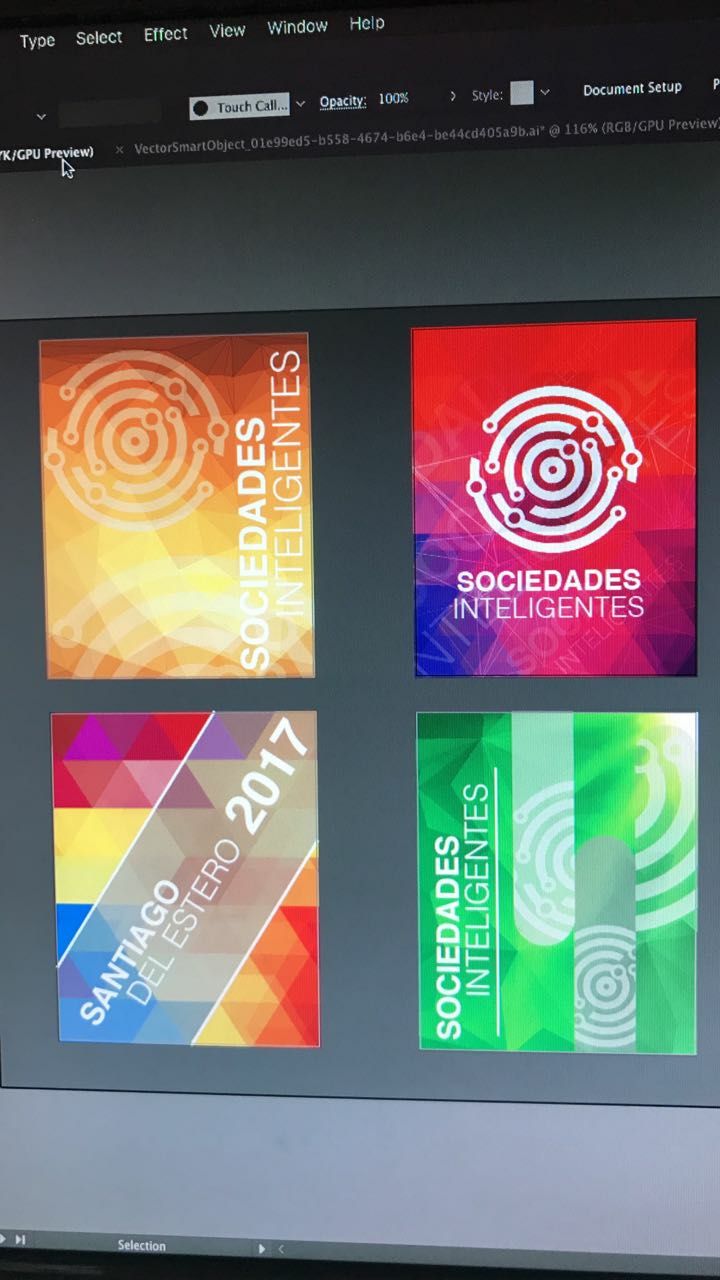 Type Select Effect View Window Help
Touch Call... Opacity: 100% Style: Document Setup
YK/GPU Preview) × VectorSmartObject_01e99ed5-b558-4674-b6e4-be44cd405a9b.ai* @ 116% (RGB/GPU Preview)
SOCIEDADES
INTELIGENTES
SOCIEDADES
INTELIGENTES
SANTIAGO
DEL ESTERO 2017
SOCIEDADES
INTELIGENTES
Selection